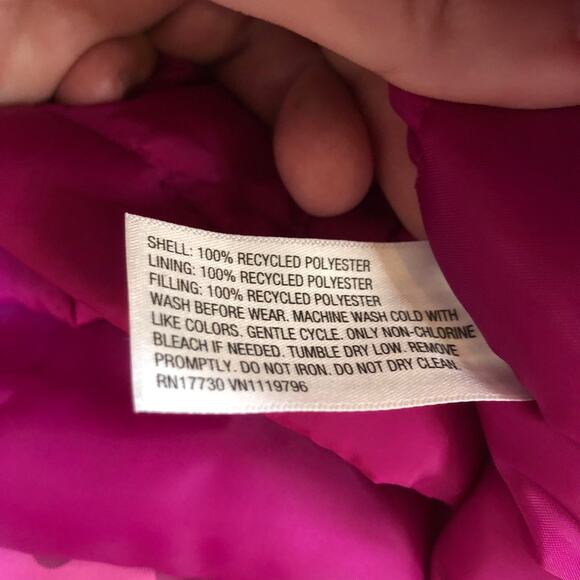 SHELL: 100% RECYCLED POLYESTER
LINING: 100% RECYCLED POLYESTER
FILLING: 100% RECYCLED POLYESTER
WASH BEFORE WEAR. MACHINE WASH COLD WITH
LIKE COLORS. GENTLE CYCLE. ONLY NON-CHLORINE
BLEACH IF NEEDED. TUMBLE DRY LOW. REMOVE
PROMPTLY. DO NOT IRON. DO NOT DRY CLEAN.
RN17730 VN1119796